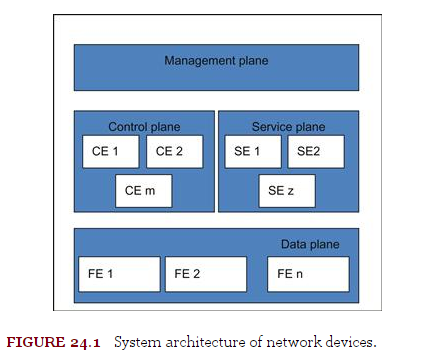 Management plane
Control plane
CE 1
CE 2
CE m
Service plane
SE 1
SE2
SE z
Data plane
FE 1
FE 2
FE n
FIGURE 24.1 System architecture of network devices.